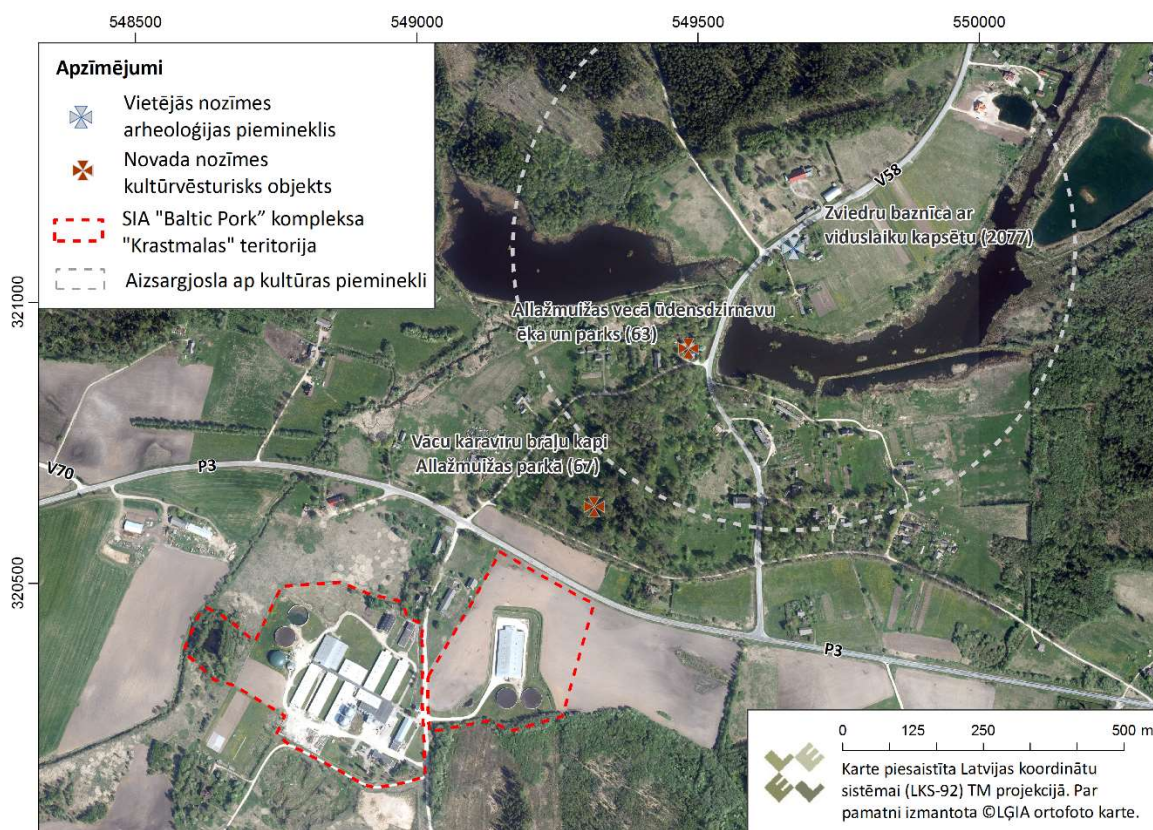 548500
549000
549500
550000
321000
320500
Apzīmējumi
Vietējās nozīmes
arheoloģijas piemineklis
Novada nozīmes
kultūrvēsturisks objekts
SIA "Baltic Pork” kompleksa
"Krastmalas" teritorija
Aizsargjosla ap kultūras pieminekli
V58
Zviedru baznīca ar
viduslaiku kapsētu (2077)
Allažmuižas vecā ūdensdzirnavu
ēka un parks (63)
Vācu karavīru brāļu kapi
Allažmuižas parkā (67)
V70
P3
P3
0 125 250 500 m
Karte piesaistīta Latvijas koordinātu
sistēmai (LKS-92) TM projekcijā. Par
pamatni izmantota ©LĢIA ortofoto karte.